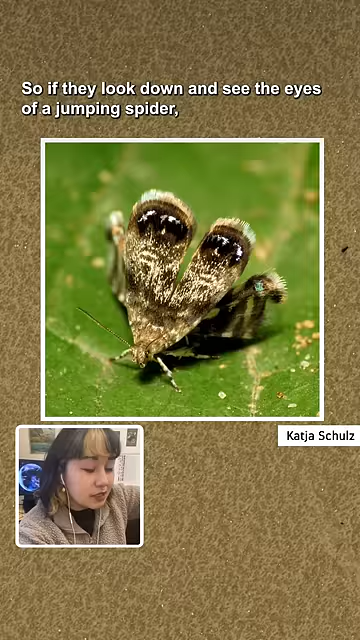 So if they look down and see the eyes
of a jumping spider,
Katja Schulz